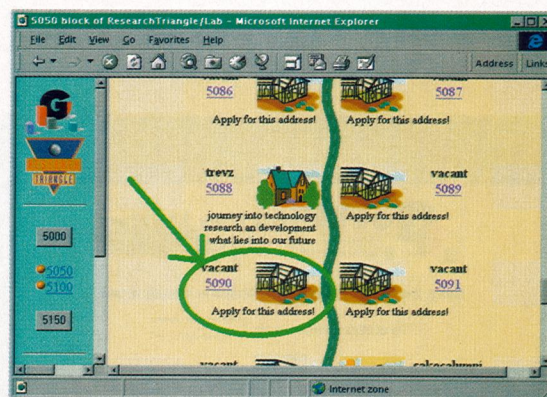 5050 block of ResearchTriangle/Lab - Microsoft Internet Explorer
File Edit View Go Favorites Help
Address Links
vacant
5086
Apply for this address!
5087
Apply for this address!
TRIANGLE
trevz
5088
journey into technology
research an development
what lies into our future
vacant
5089
Apply for this address!
5000
5050
5100
5150
vacant
5090
Apply for this address!
vacant
5091
Apply for this address!
vacant
Internet zone